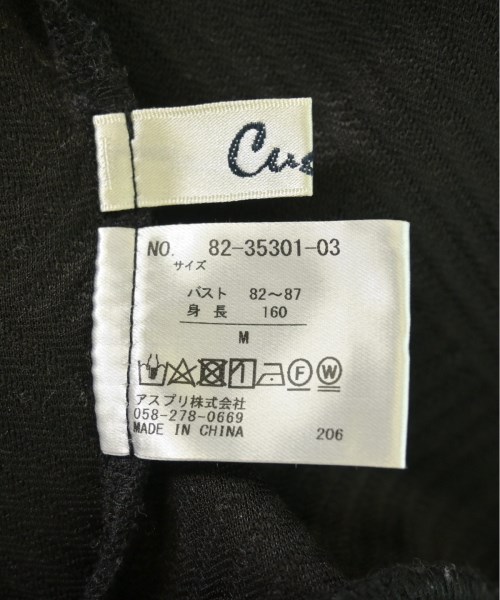 Cus
NO. 82-35301-03
サイズ
バスト 82～87
身長 160
M
F W
アスプリ株式会社
058-278-0669
MADE IN CHINA 206